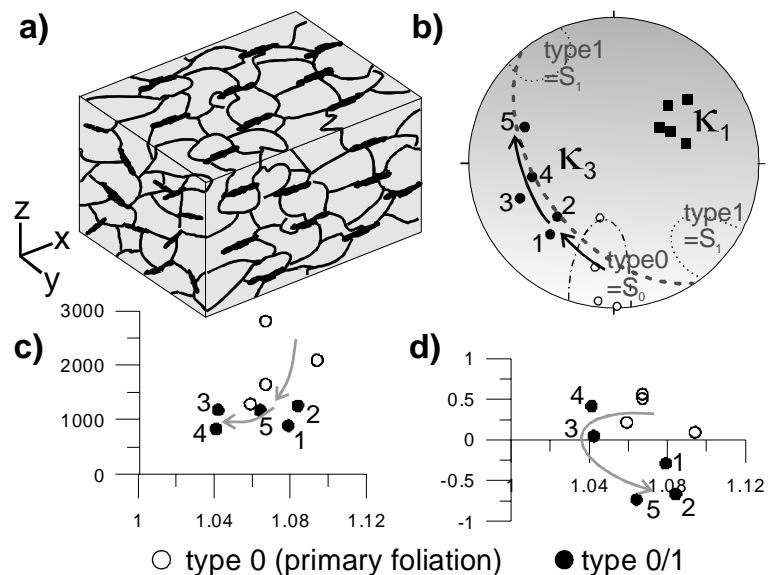 a)
z
x
y
b)
type1
=S₁
κ₁
5
κ₃
4
3
2
1
type1
=S₁
type0
=S₀
c)
3000
2000
1000
0
3
4
5
2
1
1
1.04
1.08
1.12
d)
1
0.5
0
-0.5
-1
4
3
1
5
2
1
1.04
1.08
1.12
type 0 (primary foliation)
type 0/1